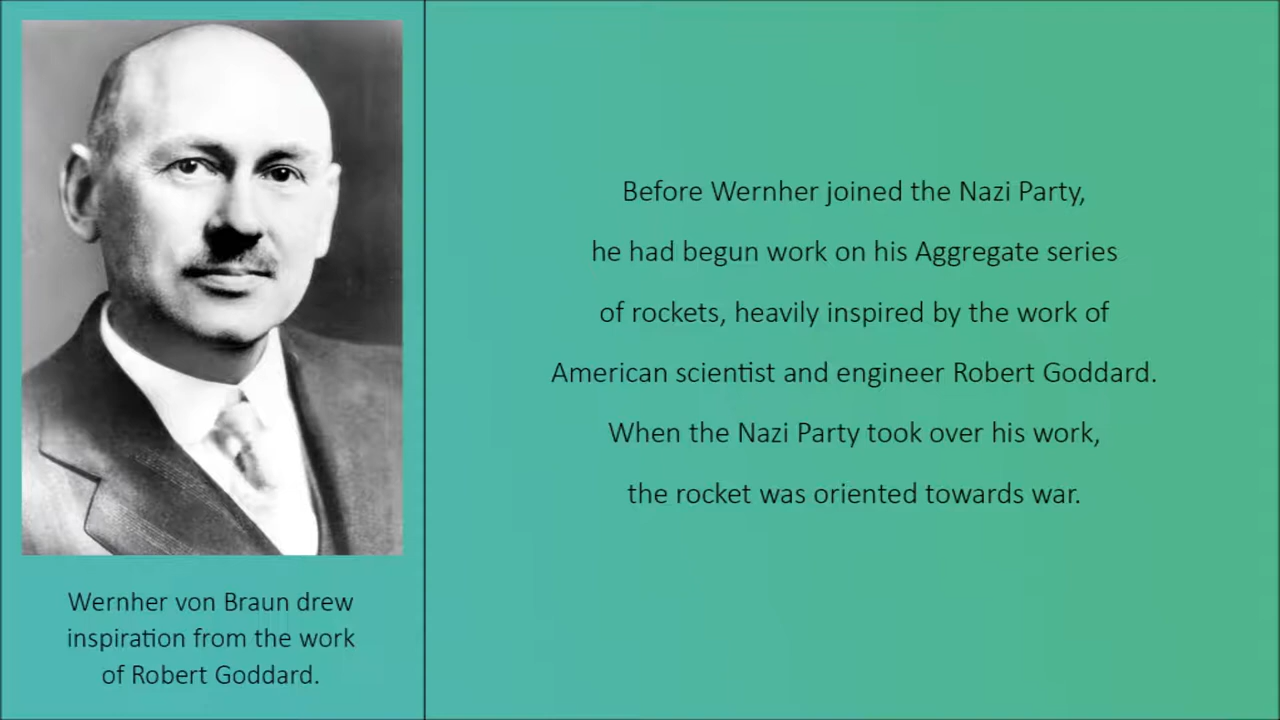 Before Wernher joined the Nazi Party,
he had begun work on his Aggregate series
of rockets, heavily inspired by the work of
American scientist and engineer Robert Goddard.
When the Nazi Party took over his work,
the rocket was oriented towards war.
Wernher von Braun drew
inspiration from the work
of Robert Goddard.